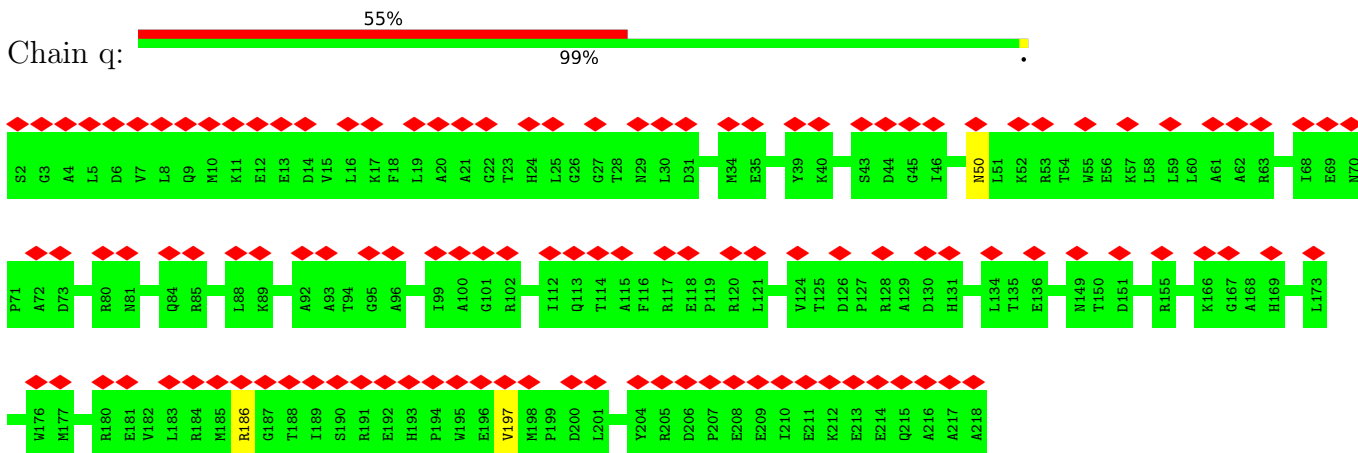 55%
Chain q:
99%
.
S2 G3 A4 L5 D6 V7 L8 Q9 M10 K11 E12 E13 D14 V15 L16 K17 F18 L19 A20 A21 G22 T23 H24 L25 G26 G27 T28 N29 L30 D31 M34 E35 Y39 K40 S43 D44 G45 I46 N50 L51 K52 R53 T54 W55 E56 K57 L58 L59 L60 A61 A62 R63 I68 E69 N70
P71 A72 D73 R80 N81 Q84 R85 L88 K89 A92 A93 T94 G95 A96 I99 A100 G101 R102 I112 Q113 T114 A115 F116 R117 E118 P119 R120 L121 V124 T125 D126 P127 R128 A129 D130 H131 L134 T135 E136 N149 T150 D151 R155 K166 G167 A168 H169 L173
W176 M177 R180 E181 V182 L183 R184 M185 R186 G187 T188 I189 S190 R191 E192 H193 P194 W195 E196 V197 M198 P199 D200 L201 Y204 R205 D206 P207 E208 E209 I210 E211 K212 E213 E214 Q215 A216 A217 A218